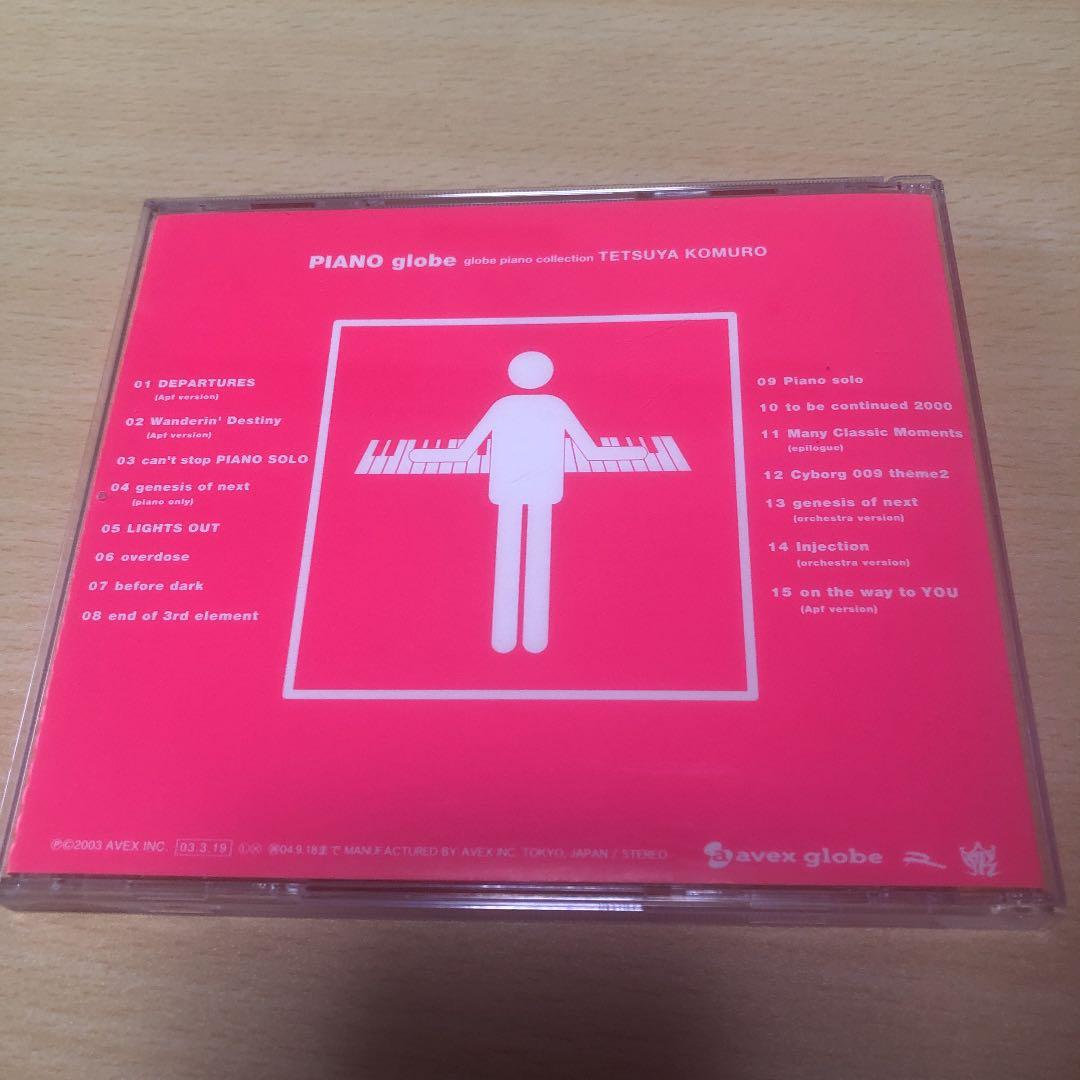 PIANO globe globe piano collection TETSUYA KOMURO
01 DEPARTURES
(Apf version)
02 Wanderin' Destiny
(Apf version)
03 can't stop PIANO SOLO
04 genesis of next
(piano only)
05 LIGHTS OUT
06 overdose
07 before dark
08 end of 3rd element
09 Piano solo
10 to be continued 2000
11 Many Classic Moments
(epilogue)
12 Cyborg 009 theme2
13 genesis of next
(orchestra version)
14 Injection
(orchestra version)
15 on the way to YOU
(Apf version)
Ⓟ©2003 AVEX INC. 03.3.19 Ⓛ 04.9.18まで MANUFACTURED BY AVEX INC. TOKYO, JAPAN / STEREO
a avex globe